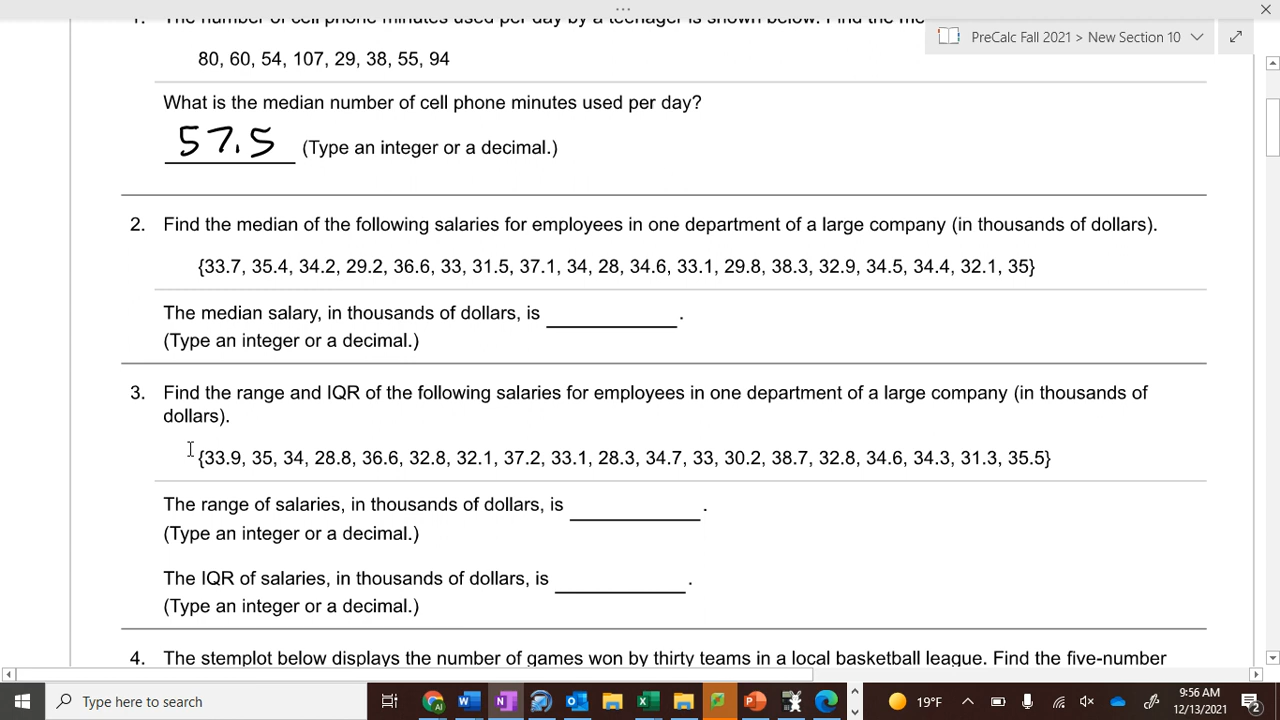 PreCalc Fall 2021 > New Section 10
80, 60, 54, 107, 29, 38, 55, 94
What is the median number of cell phone minutes used per day?
57.5 (Type an integer or a decimal.)
2. Find the median of the following salaries for employees in one department of a large company (in thousands of dollars).
{33.7, 35.4, 34.2, 29.2, 36.6, 33, 31.5, 37.1, 34, 28, 34.6, 33.1, 29.8, 38.3, 32.9, 34.5, 34.4, 32.1, 35}
The median salary, in thousands of dollars, is ____________.
(Type an integer or a decimal.)
3. Find the range and IQR of the following salaries for employees in one department of a large company (in thousands of
dollars).
{33.9, 35, 34, 28.8, 36.6, 32.8, 32.1, 37.2, 33.1, 28.3, 34.7, 33, 30.2, 38.7, 32.8, 34.6, 34.3, 31.3, 35.5}
The range of salaries, in thousands of dollars, is ____________.
(Type an integer or a decimal.)
The IQR of salaries, in thousands of dollars, is ____________.
(Type an integer or a decimal.)
4. The stemplot below displays the number of games won by thirty teams in a local basketball league. Find the five-number
Type here to search
19°F
9:56 AM
12/13/2021
2